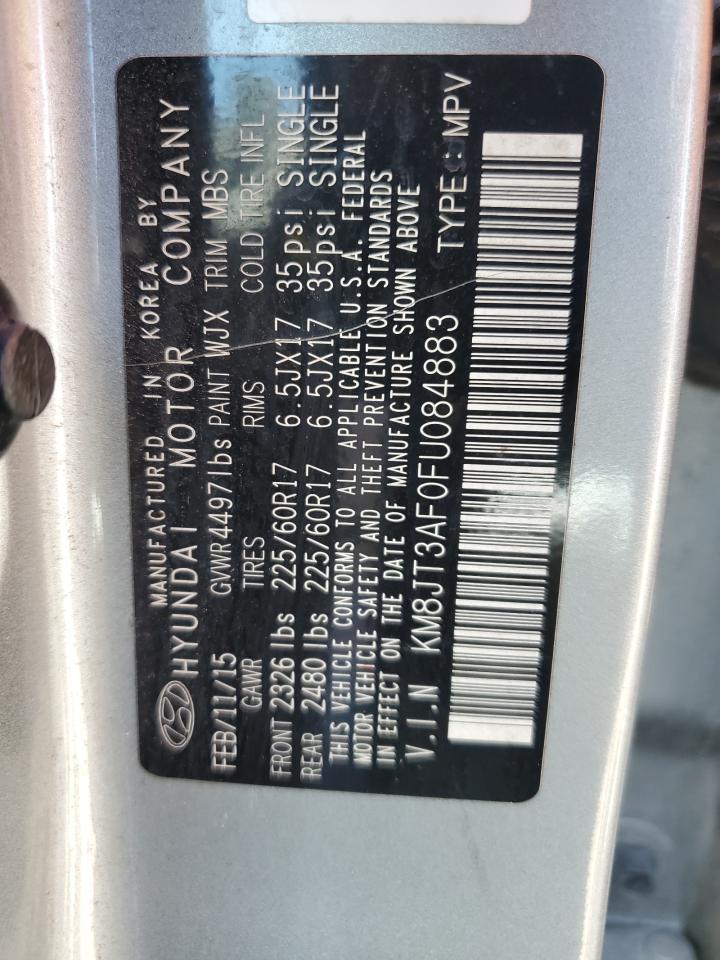 MANUFACTURED IN KOREA BY
HYUNDAI MOTOR COMPANY
FEB/11/15 GVWR 4497lbs PAINT WJX TRIM MBS
GAWR TIRES RIMS COLD TIRE INFL
FRONT 2326 lbs 225/60R17 6.5JX17 35psi SINGLE
REAR 2480 lbs 225/60R17 6.5JX17 35psi SINGLE
THIS VEHICLE CONFORMS TO ALL APPLICABLE U.S.A. FEDERAL
MOTOR VEHICLE SAFETY AND THEFT PREVENTION STANDARDS
IN EFFECT ON THE DATE OF MANUFACTURE SHOWN ABOVE
V.I.N KM8JT3AF0FU084883 TYPE: MPV